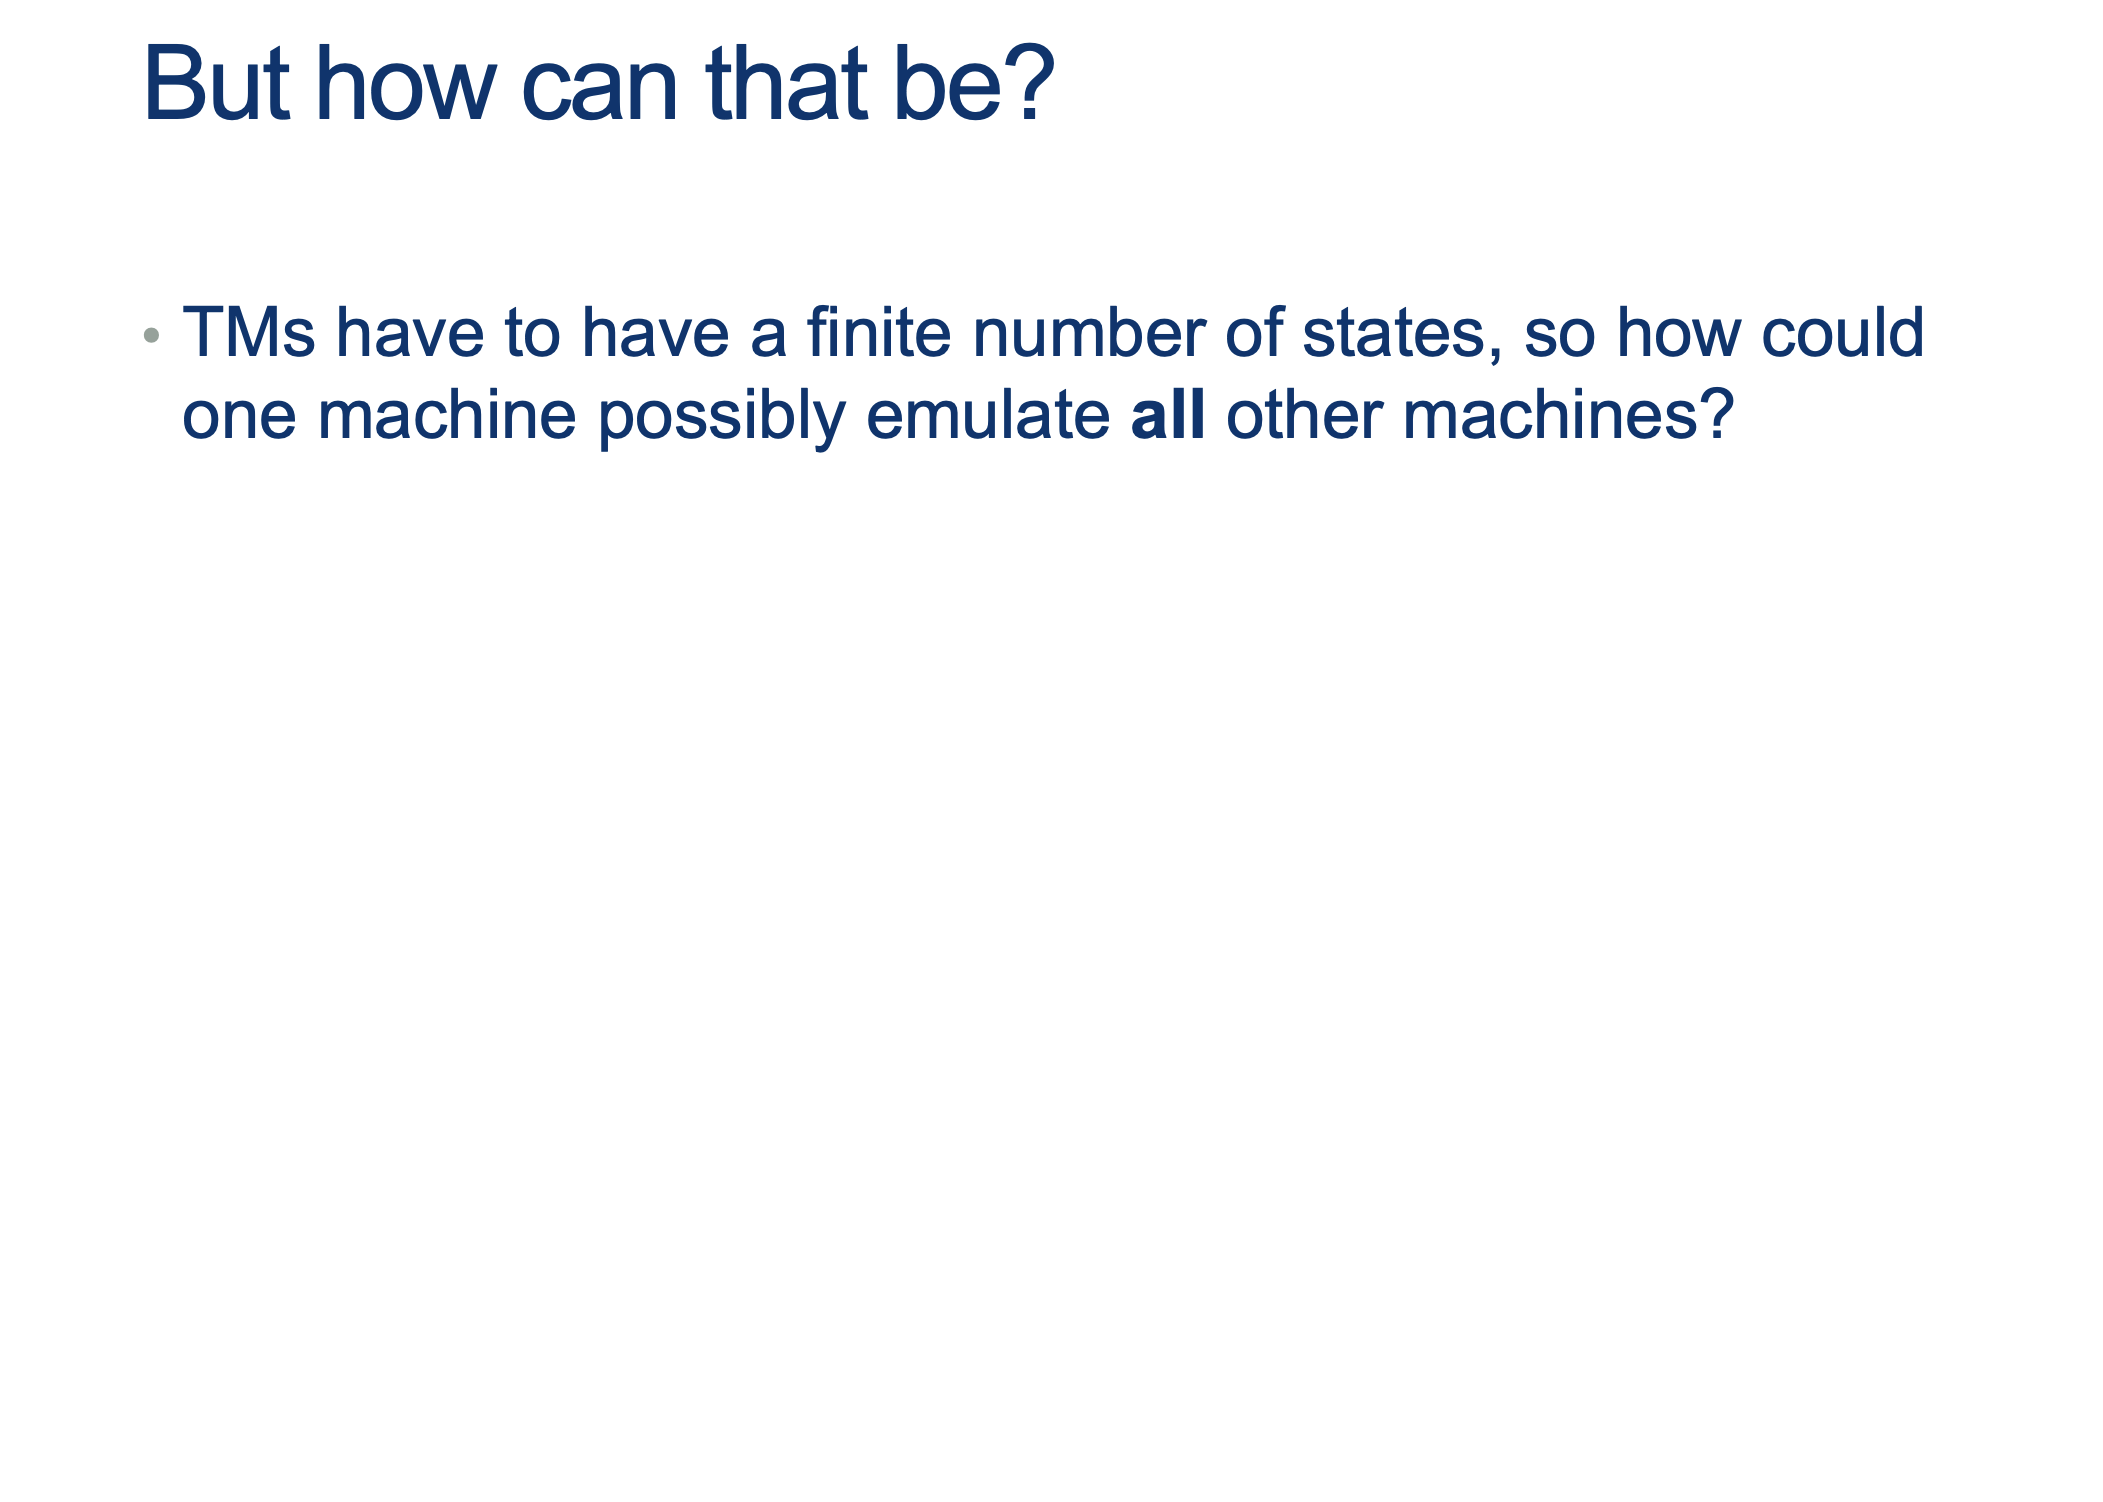 But how can that be?
• TMs have to have a finite number of states, so how could
one machine possibly emulate all other machines?